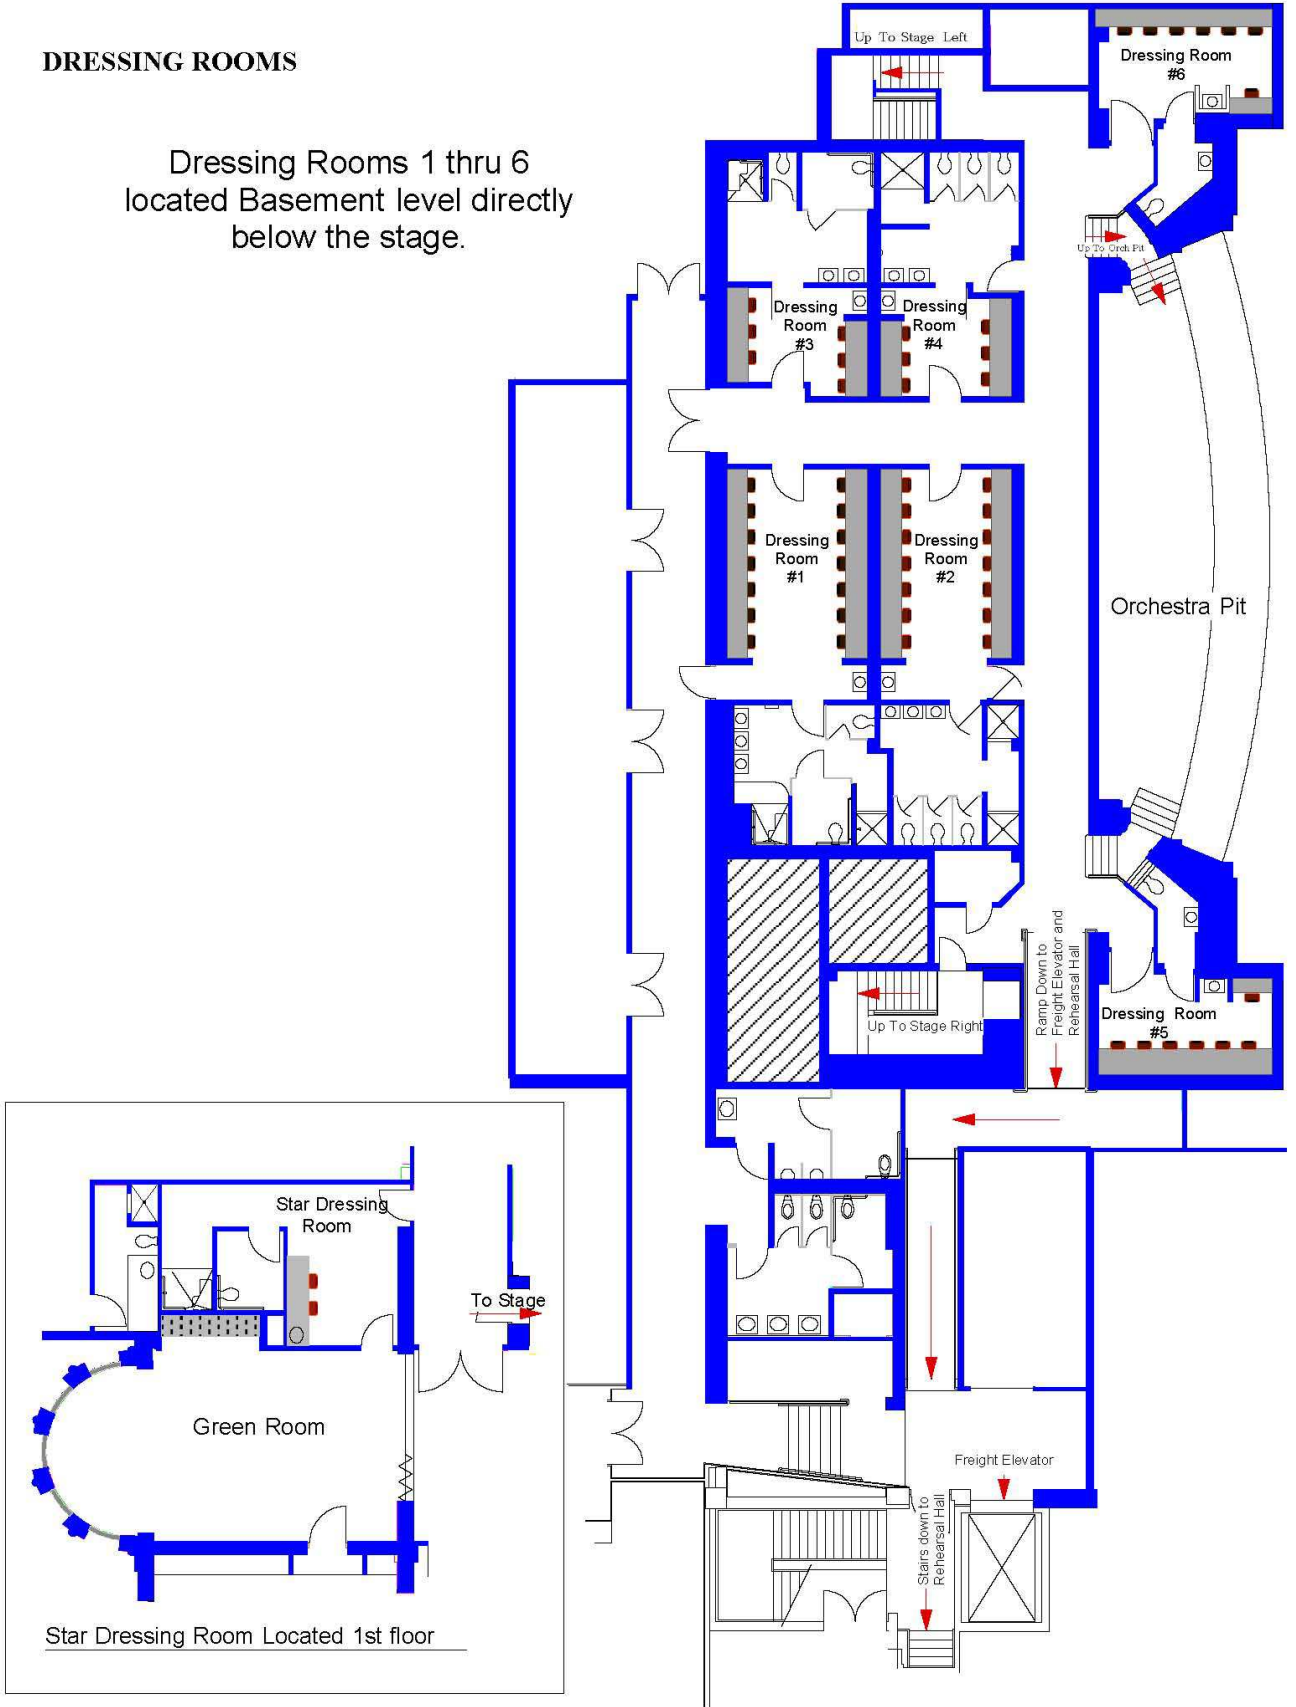 DRESSING ROOMS
Dressing Rooms 1 thru 6
located Basement level directly
below the stage.
Up To Stage Left
Dressing Room
#6
Up To Orch Pit
Dressing
Room
#3
Dressing
Room
#4
Dressing
Room
#1
Dressing
Room
#2
Orchestra Pit
Ramp Down to
Freight Elevator and
Rehearsal Hall
Up To Stage Right
Dressing Room
#5
Star Dressing
Room
To Stage
Green Room
Star Dressing Room Located 1st floor
Freight Elevator
Stairs down to
Rehearsal Hall